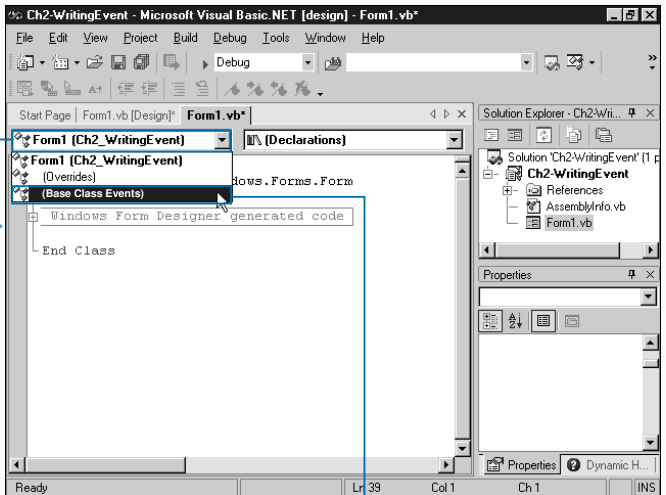 Ch2-WritingEvent - Microsoft Visual Basic.NET [design] - Form1.vb*
File Edit View Project Build Debug Tools Window Help
Debug
Start Page Form1.vb [Design]* Form1.vb*
Form1 (Ch2_WritingEvent) (Declarations)
Form1 (Ch2_WritingEvent)
(Overrides)
(Base Class Events)
dows.Forms.Form
Windows Form Designer generated code
End Class
Solution Explorer - Ch2-Wri...
Solution 'Ch2-WritingEvent' (1 p
Ch2-WritingEvent
References
AssemblyInfo.vb
Form1.vb
Properties
Properties Dynamic H...
Ready Ln 39 Col 1 Ch 1 INS